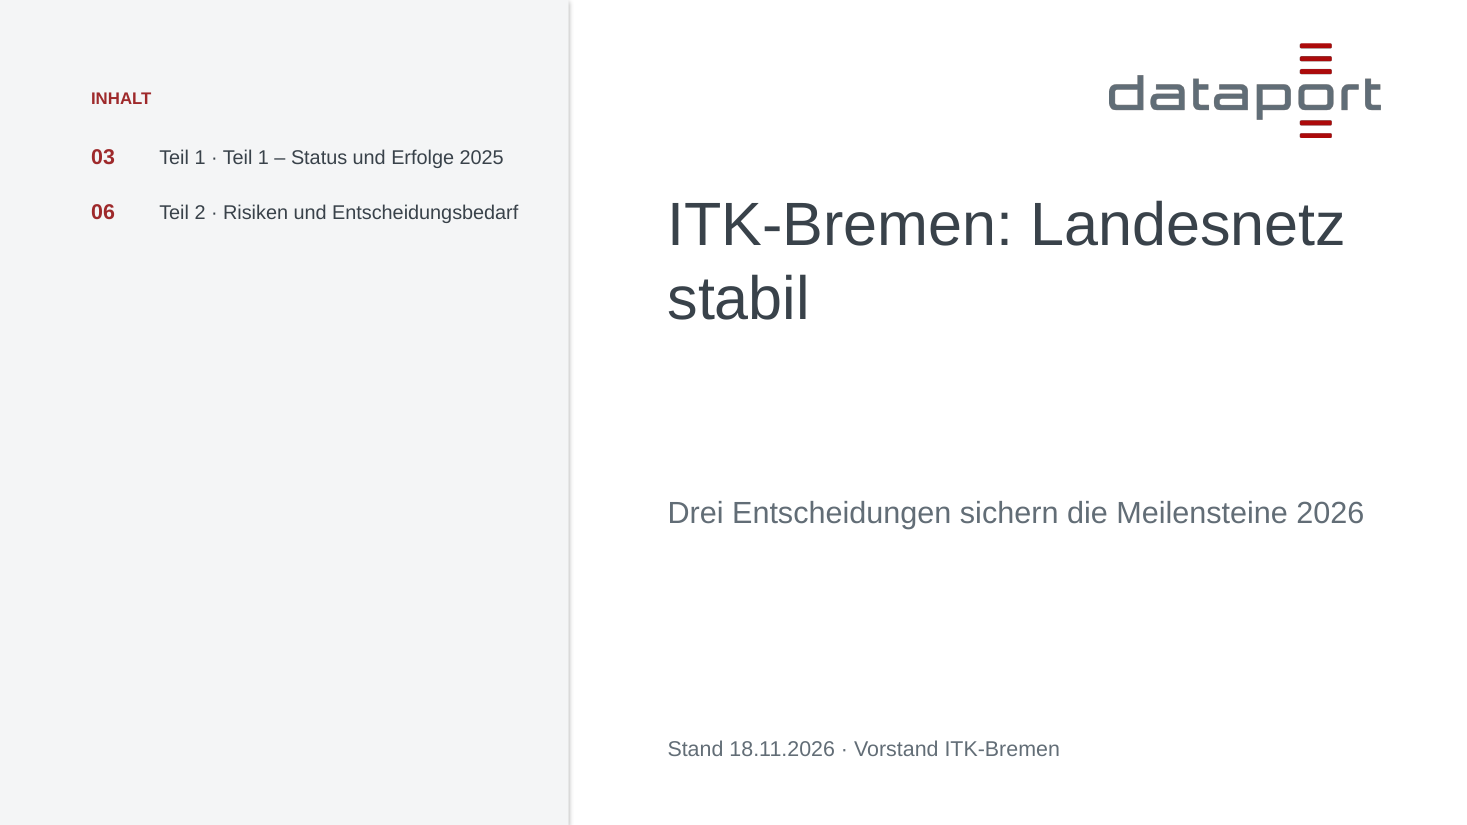 INHALT
03 Teil 1 · Teil 1 – Status und Erfolge 2025
06 Teil 2 · Risiken und Entscheidungsbedarf
dataport
ITK-Bremen: Landesnetz
stabil
Drei Entscheidungen sichern die Meilensteine 2026
Stand 18.11.2026 · Vorstand ITK-Bremen